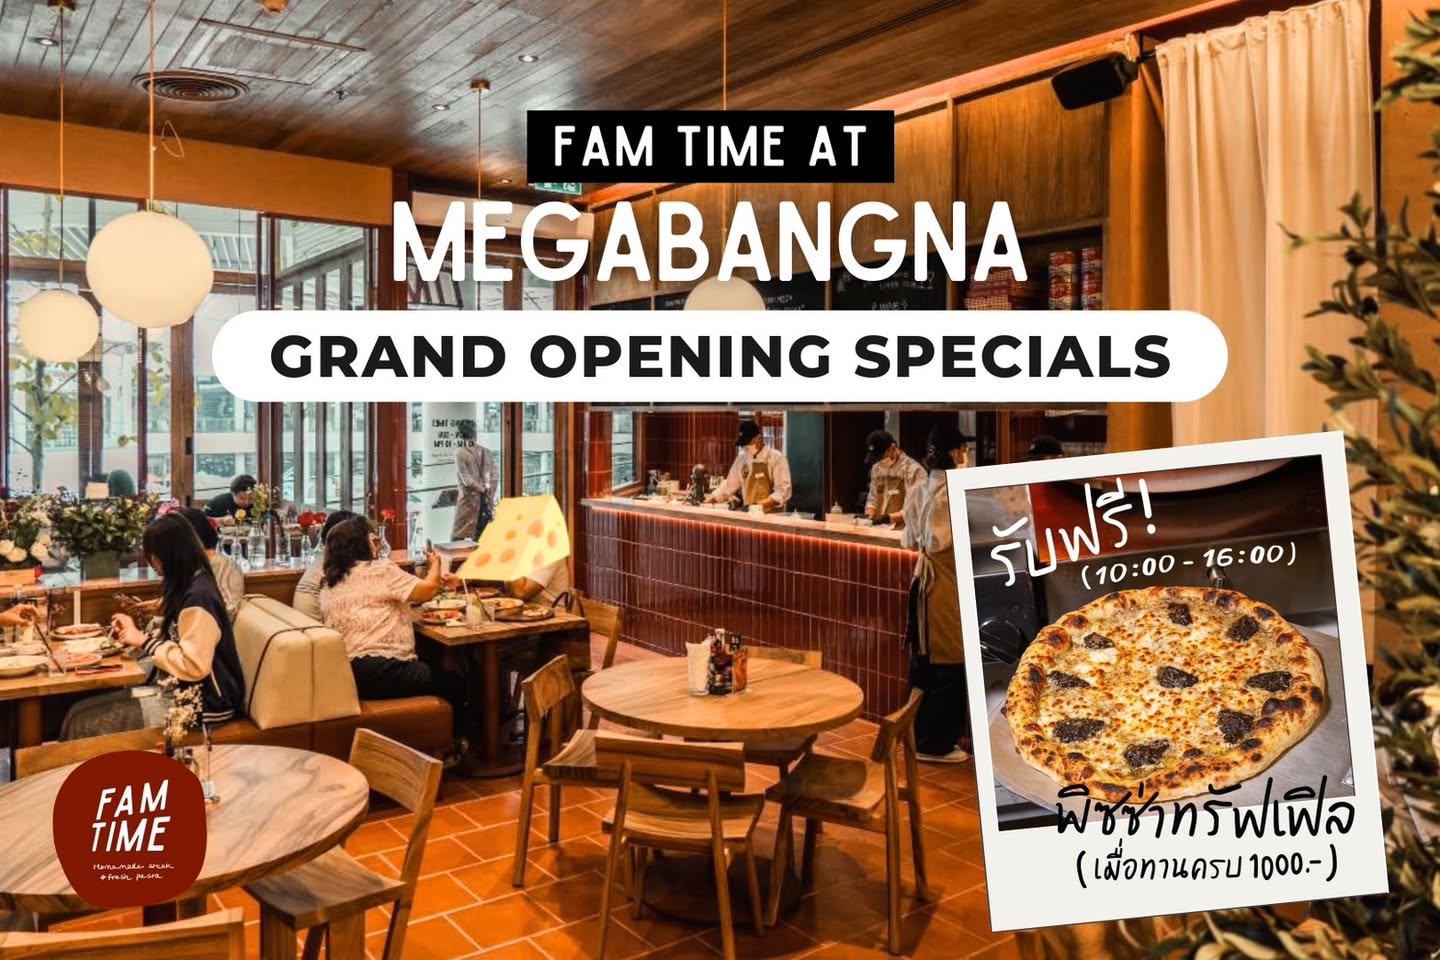 FAM TIME AT
MEGABANGNA
GRAND OPENING SPECIALS
รับฟรี!
(10:00 - 16:00)
พิซซ่าทรัฟเฟิล
(เมื่อทานครบ 1000.-)
FAM
TIME
Homemade steak
+ fresh pasta